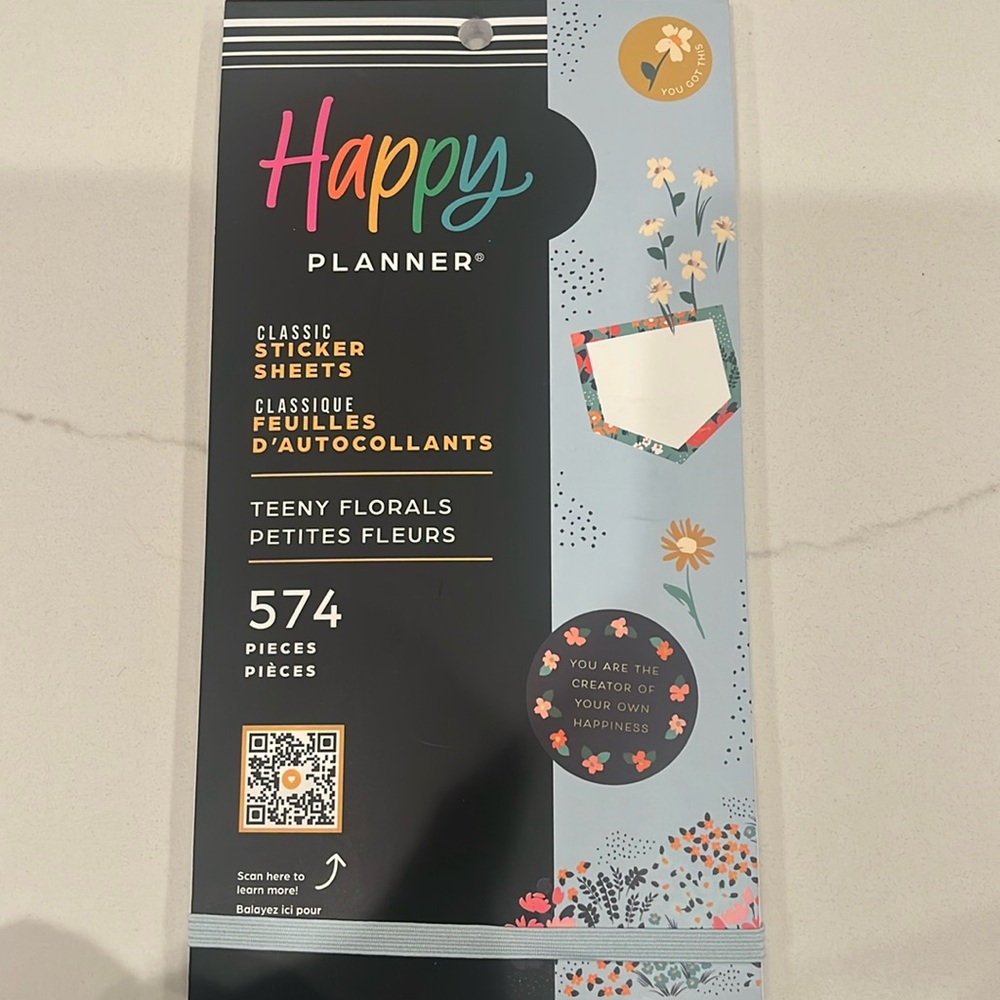 Happy
PLANNER®
CLASSIC
STICKER
SHEETS
CLASSIQUE
FEUILLES
D'AUTOCOLLANTS
TEENY FLORALS
PETITES FLEURS
574
PIECES
PIÈCES
Scan here to
learn more!
Balayez ici pour
YOU GOT THIS
YOU ARE THE
CREATOR OF
YOUR OWN
HAPPINESS